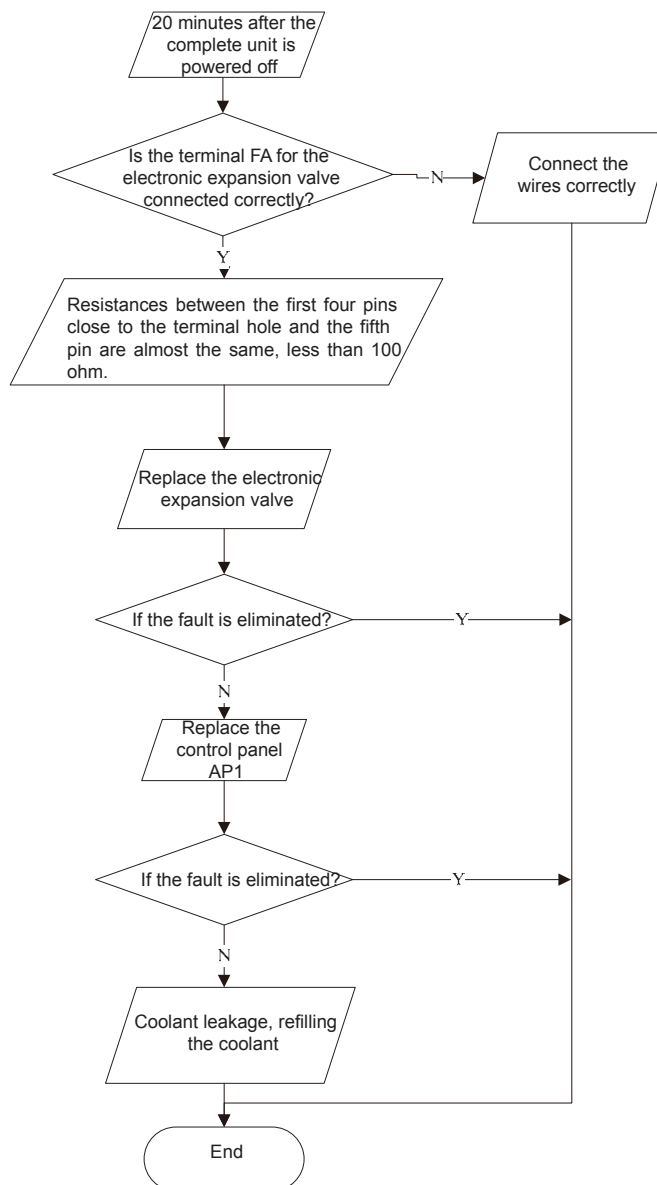 20 minutes after the
complete unit is
powered off
Is the terminal FA for the
electronic expansion valve
connected correctly?
N
Connect the
wires correctly
Y
Resistances between the first four pins
close to the terminal hole and the fifth
pin are almost the same, less than 100
ohm.
Replace the electronic
expansion valve
If the fault is eliminated?
Y
N
Replace the
control panel
AP1
If the fault is eliminated?
Y
N
Coolant leakage, refilling
the coolant
End